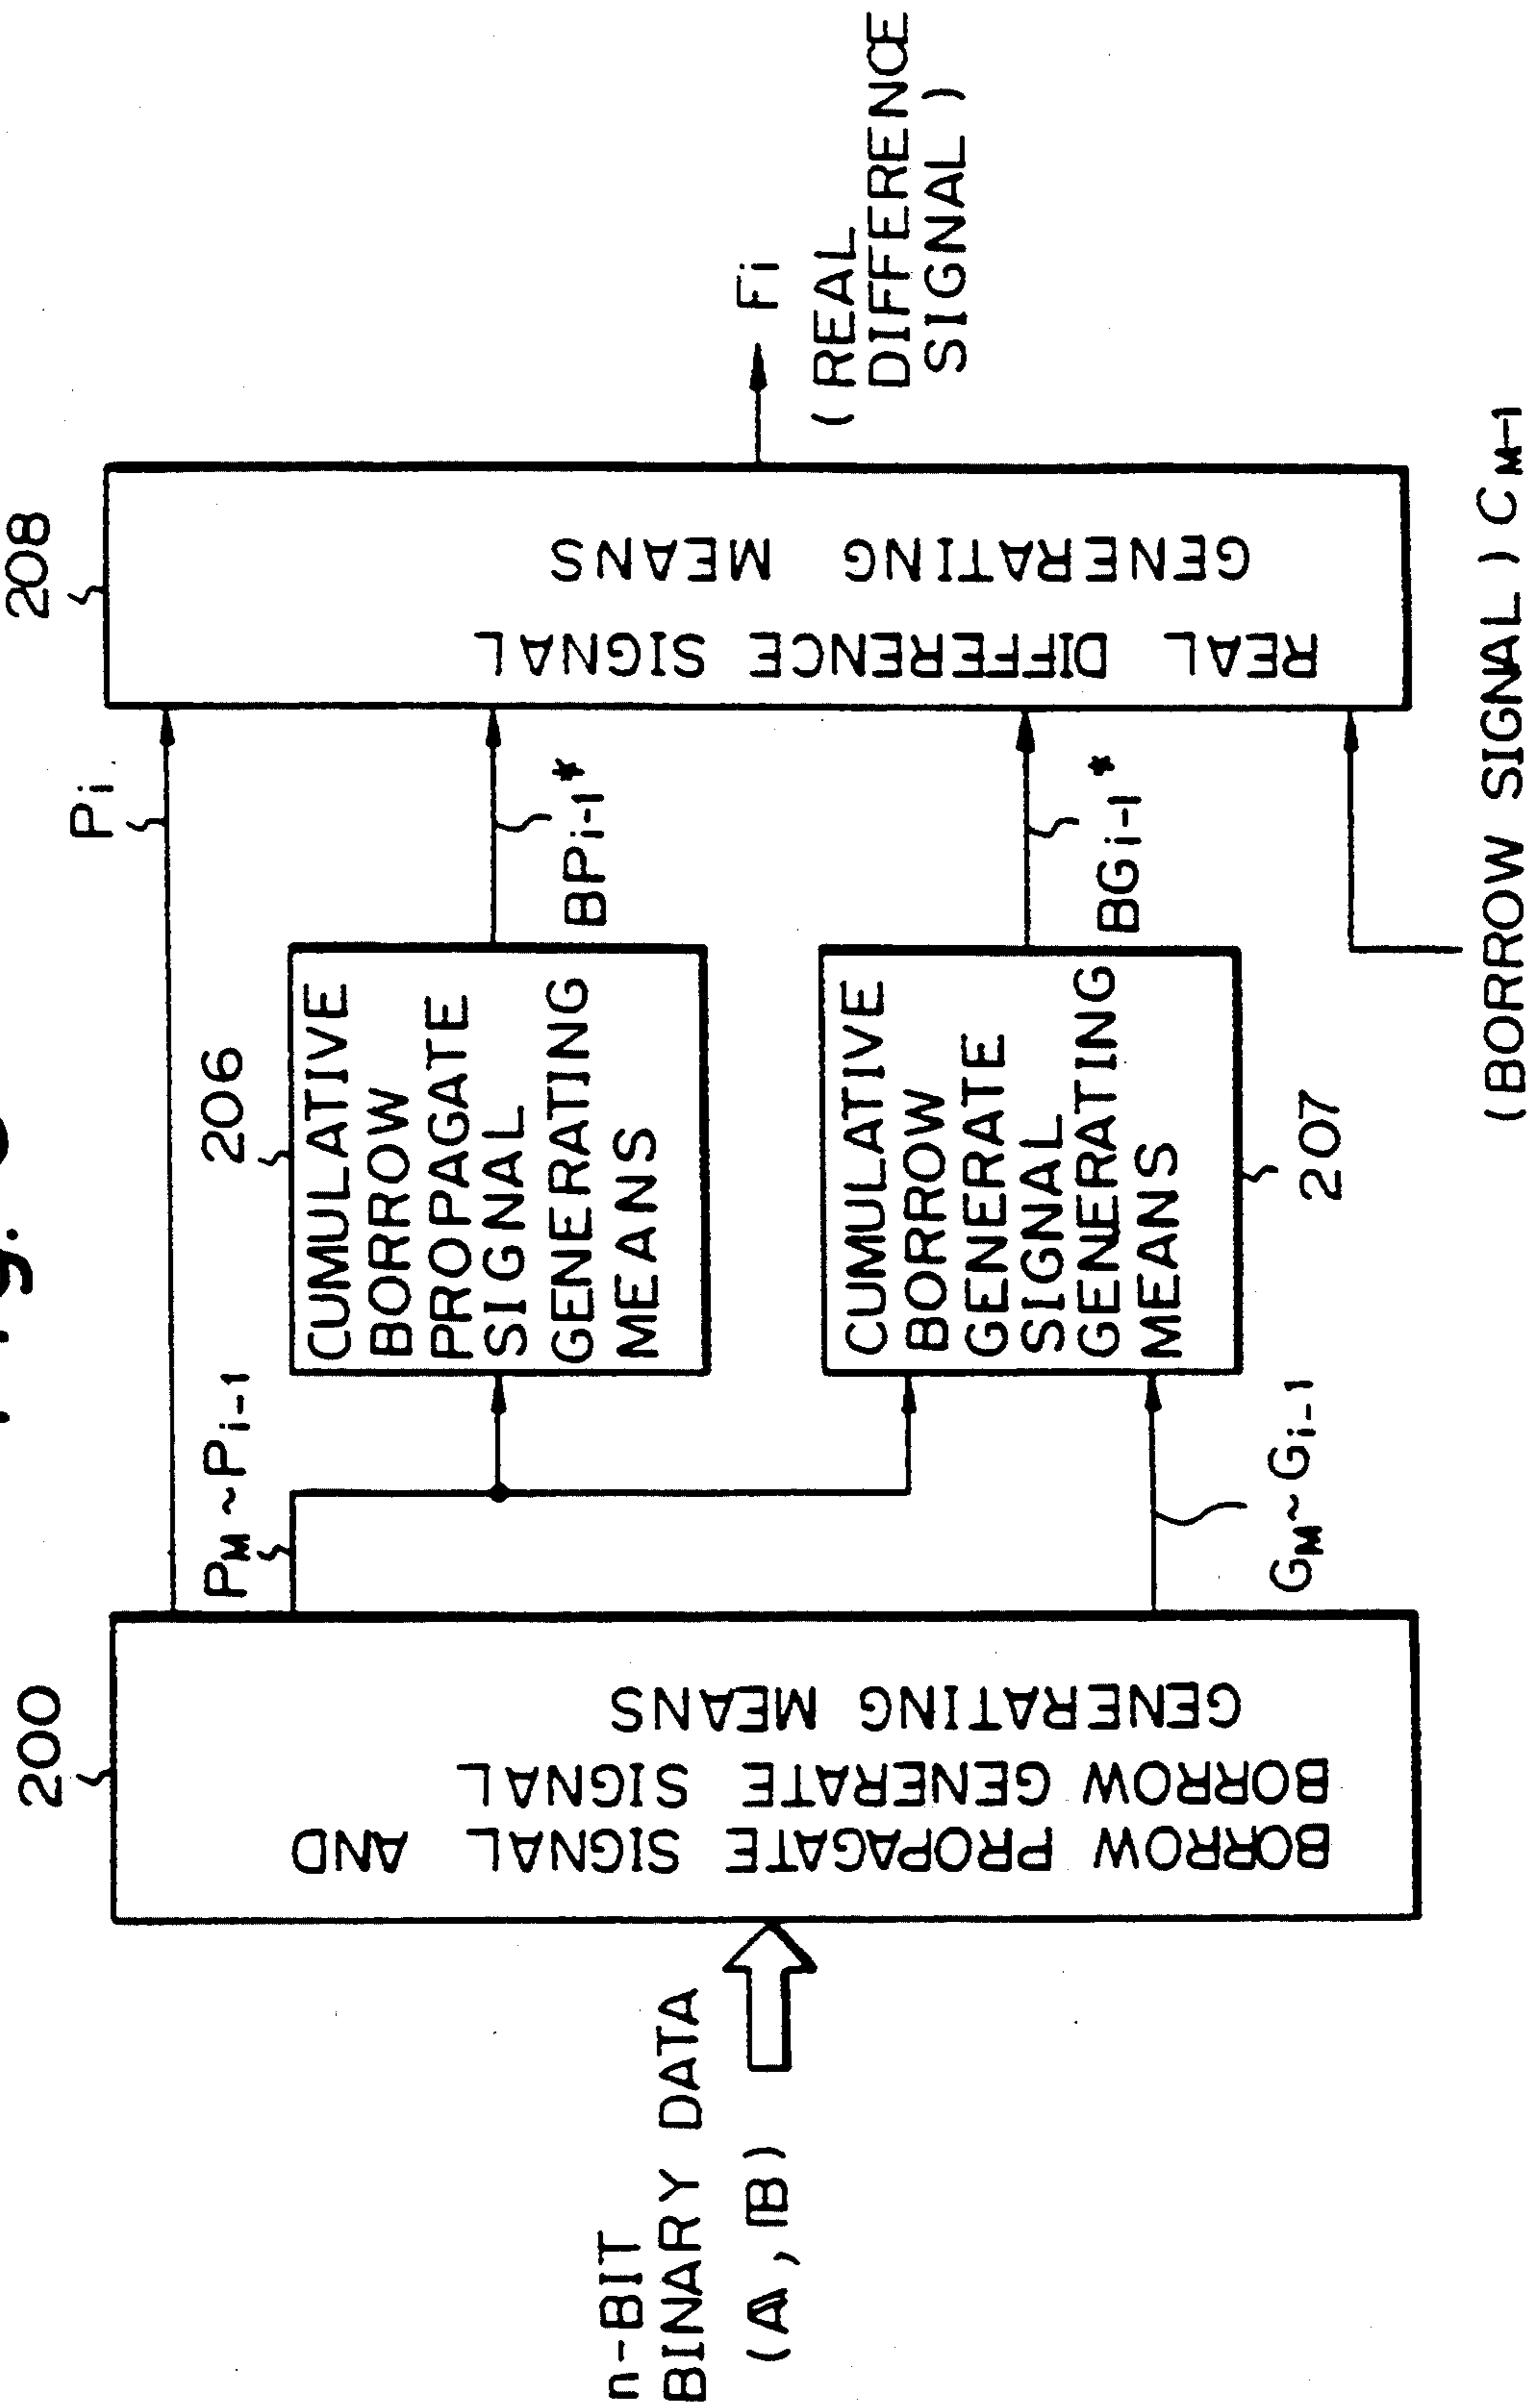 n-BIT
BINARY DATA
(A, B)
200
BORROW PROPAGATE SIGNAL AND
BORROW GENERATE SIGNAL
GENERATING MEANS
PM~Pi-1
GM~Gi-1
206
CUMULATIVE
BORROW
PROPAGATE
SIGNAL
GENERATING
MEANS
CUMULATIVE
BORROW
GENERATE
SIGNAL
GENERATING
MEANS
207
Pi
BPi-1*
BGi-1*
208
REAL DIFFERENCE SIGNAL
GENERATING MEANS
(BORROW SIGNAL) CM-1
Fi
(REAL
DIFFERENCE
SIGNAL)